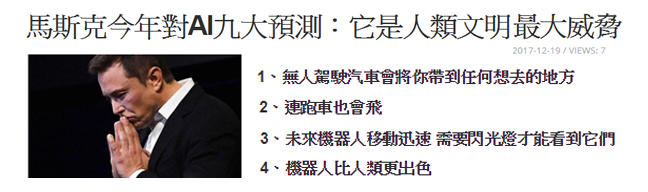 馬斯克今年對AI九大預測：它是人類文明最大威脅
2017-12-19 / VIEWS: 7
1、無人駕駛汽車會將你帶到任何想去的地方
2、連跑車也會飛
3、未來機器人移動迅速 需要閃光燈才能看到它們
4、機器人比人類更出色